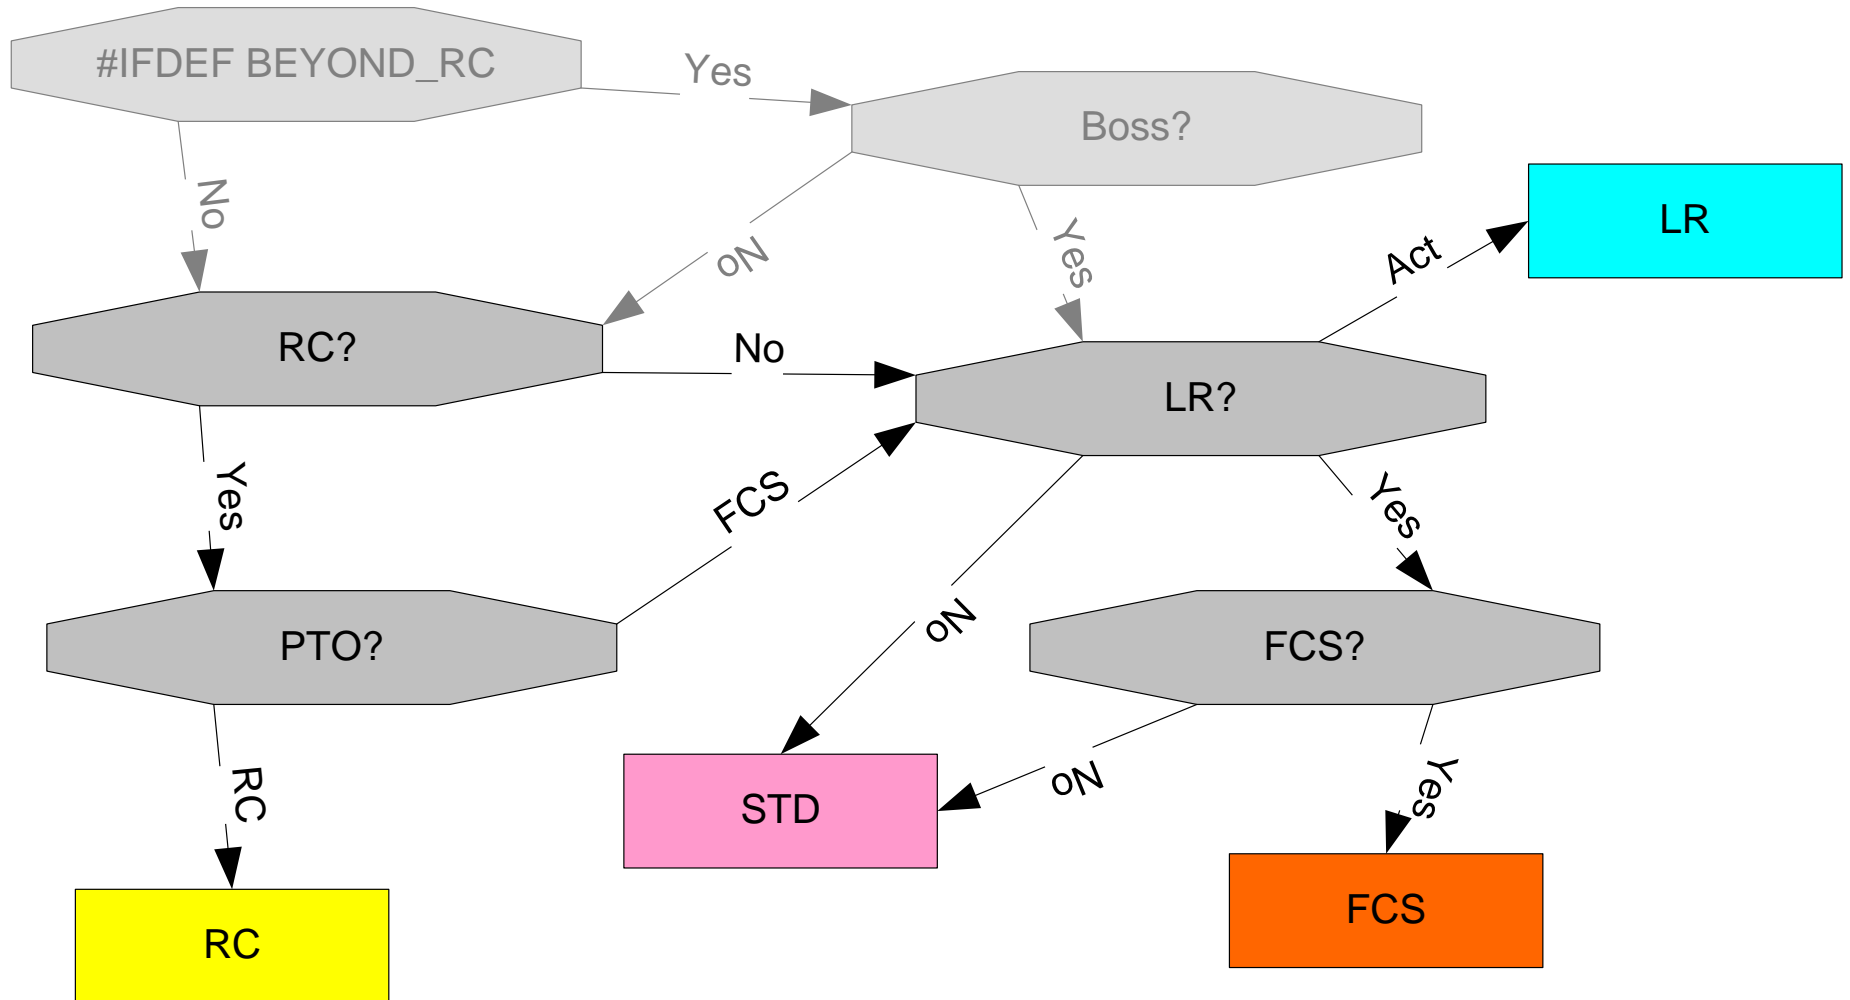 #IFDEF BEYOND_RC
Yes
Boss?
No
No
Yes
Act
LR
RC?
No
LR?
Yes
FCS
Yes
No
PTO?
FCS?
RC
STD
No
Yes
RC
FCS